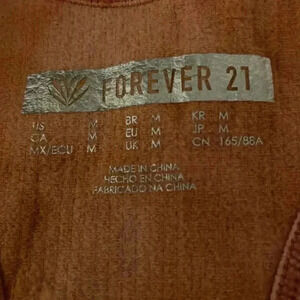 FOREVER 21
US M BR M KR M
CA M EU M JP M
MX/ECU M UK M CN 165/88A
MADE IN CHINA
HECHO EN CHINA
FABRICADO NA CHINA